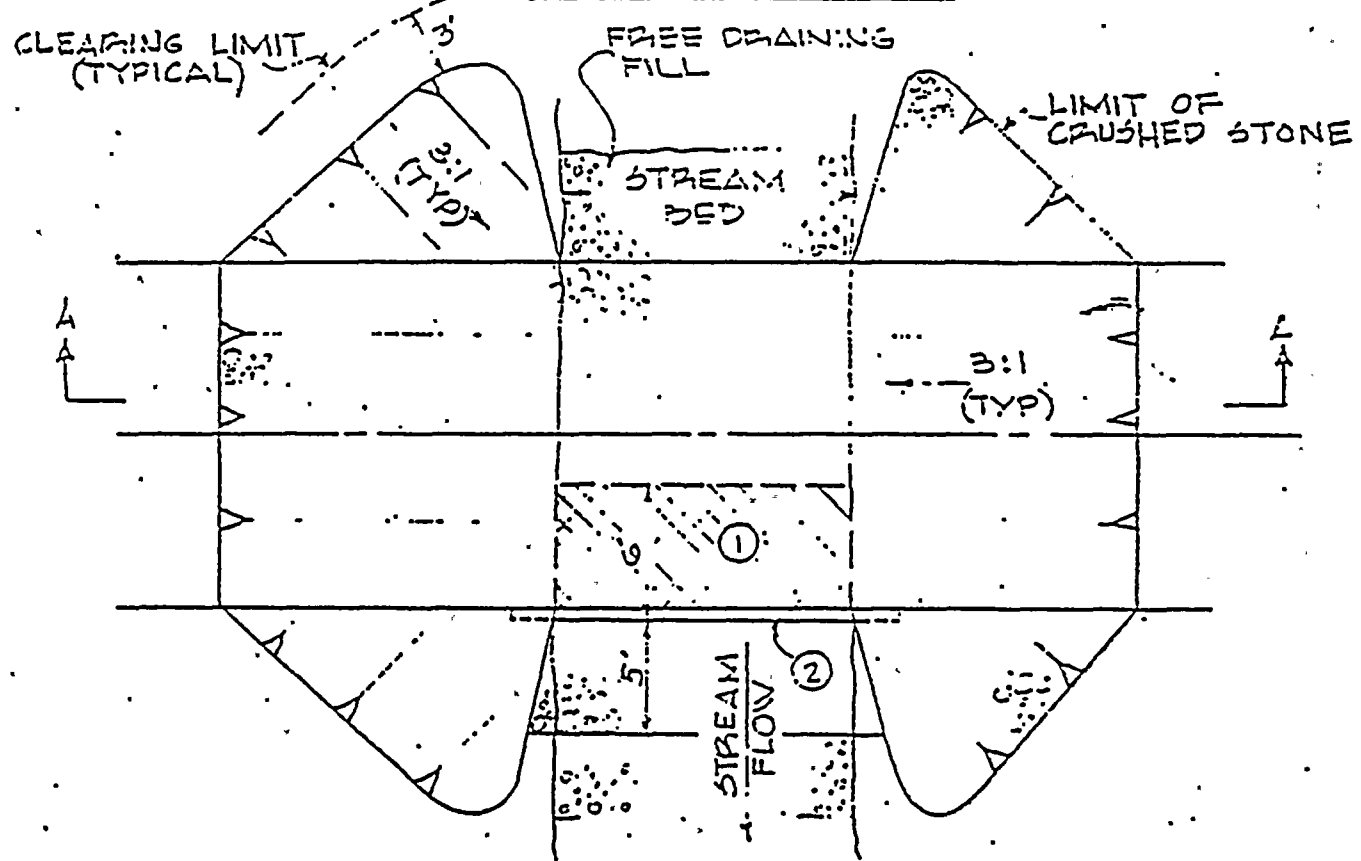 CLEARING LIMIT
(TYPICAL)
3'
FREE DRAINING
FILL
LIMIT OF
CRUSHED STONE
3:1
(TYP)
STREAM
BED
A
3:1
(TYP)
1
2
5'
STREAM
FLOW